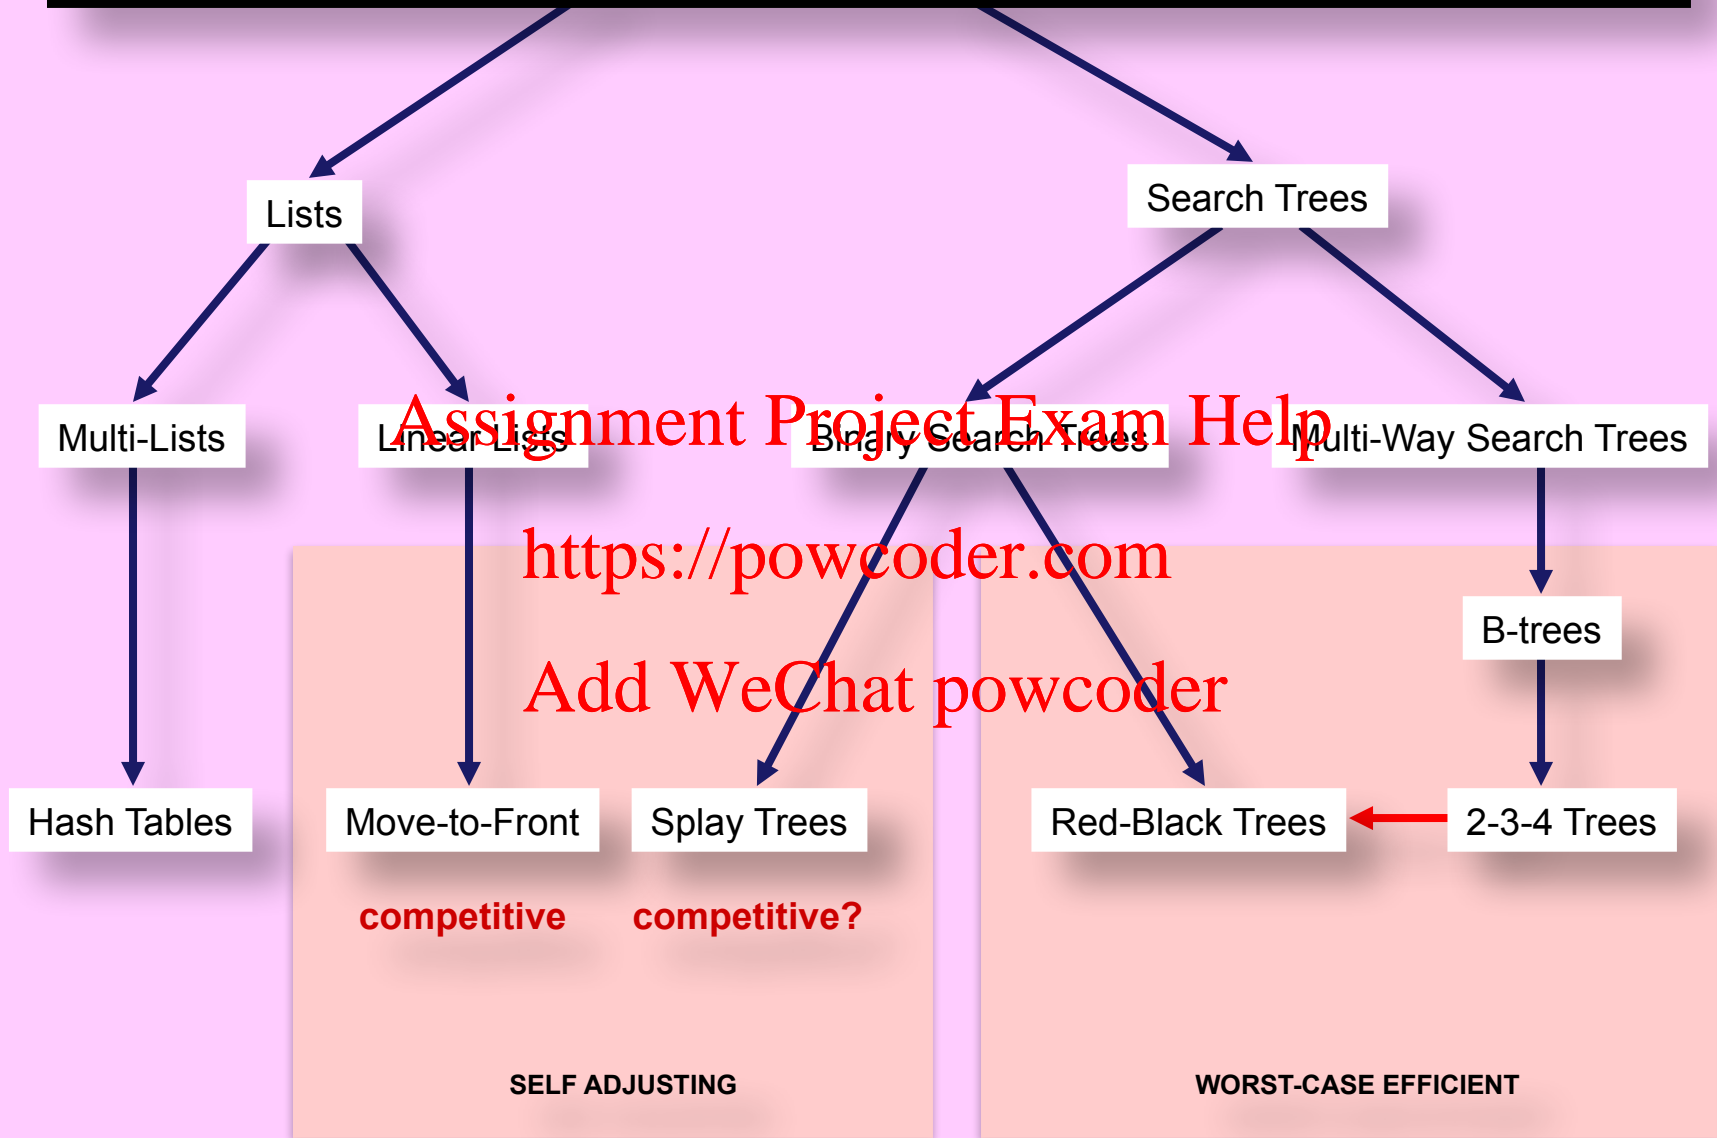 Lists
Search Trees
Multi-Lists
Linear Lists
Binary Search Trees
Multi-Way Search Trees
Assignment Project Exam Help
https://powcoder.com
B-trees
Add WeChat powcoder
Hash Tables
Move-to-Front
Splay Trees
Red-Black Trees
2-3-4 Trees
competitive
competitive?
SELF ADJUSTING
WORST-CASE EFFICIENT